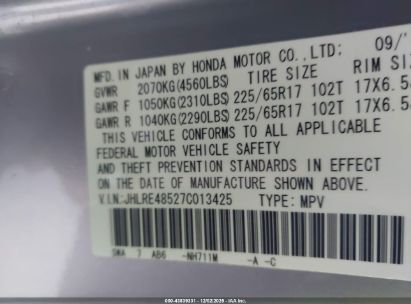 MFD. IN JAPAN BY HONDA MOTOR CO.,LTD: 09/
GVWR 2070KG(4560LBS) TIRE SIZE RIM SI
GAWR F 1050KG(2310LBS) 225/65R17 102T 17X6.5
GAWR R 1040KG(2290LBS) 225/65R17 102T 17X6.5
THIS VEHICLE CONFORMS TO ALL APPLICABLE
FEDERAL MOTOR VEHICLE SAFETY
AND THEFT PREVENTION STANDARDS IN EFFECT
ON THE DATE OF MANUFACTURE SHOWN ABOVE.
V.I.N:JHLRE48527C013425 TYPE: MPV
SWA 7 AB6 -NH711M -A -C